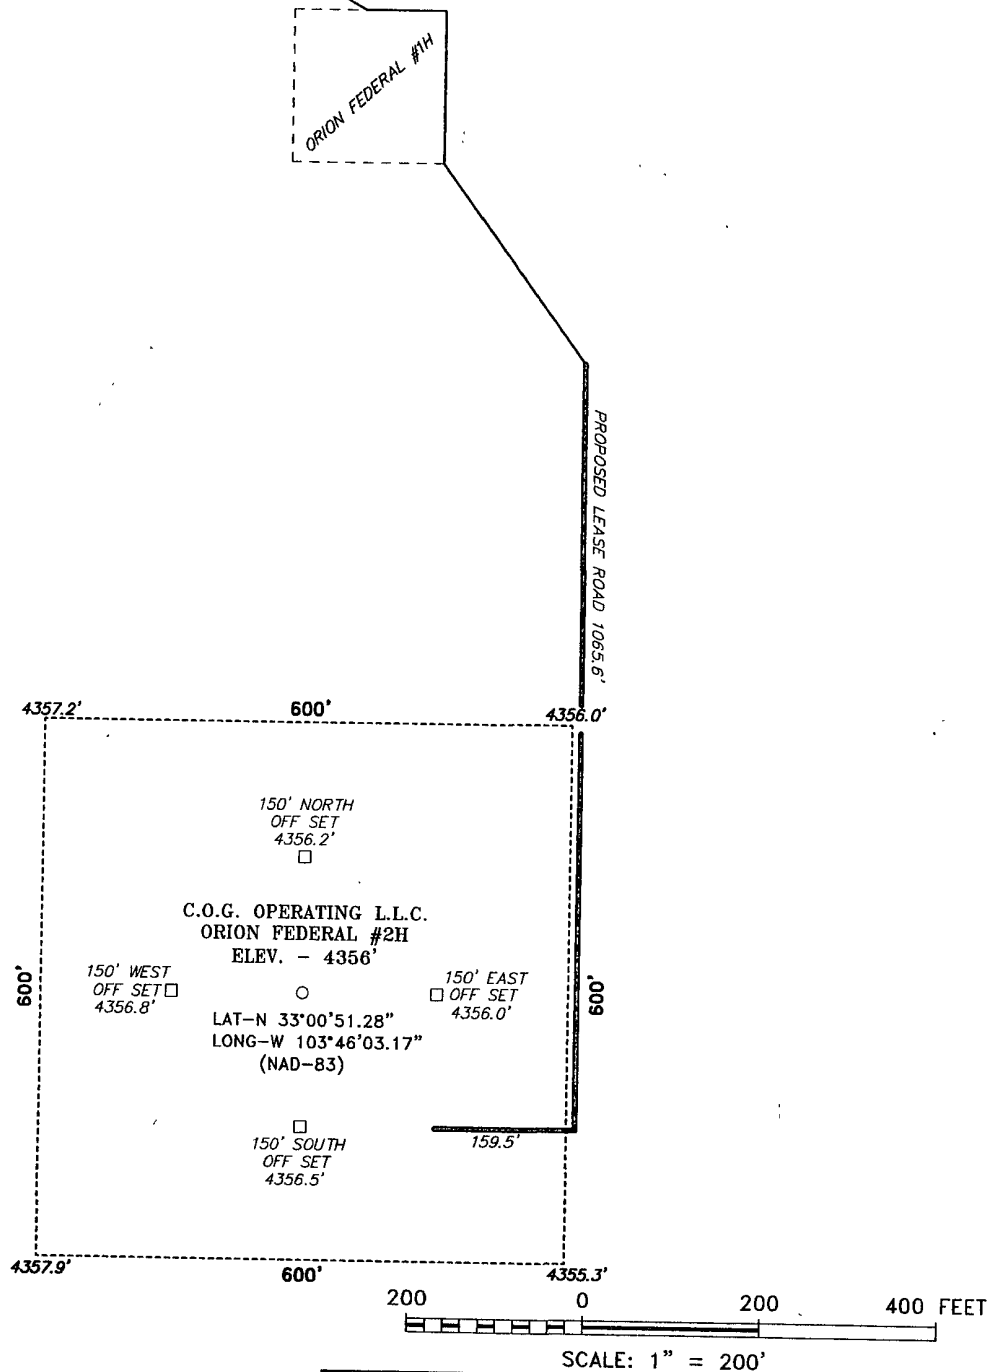 ORION FEDERAL #1H
PROPOSED LEASE ROAD 1065.6'
4357.2'
600'
4356.0'
150' NORTH
OFF SET
4356.2'
C.O.G. OPERATING L.L.C.
ORION FEDERAL #2H
ELEV. - 4356'
600'
150' WEST
OFF SET
4356.8'
150' EAST
OFF SET
4356.0'
600'
LAT-N 33°00'51.28"
LONG-W 103°46'03.17"
(NAD-83)
150' SOUTH
OFF SET
4356.5'
159.5'
4357.9'
600'
4355.3'
200 0 200 400 FEET
SCALE: 1" = 200'